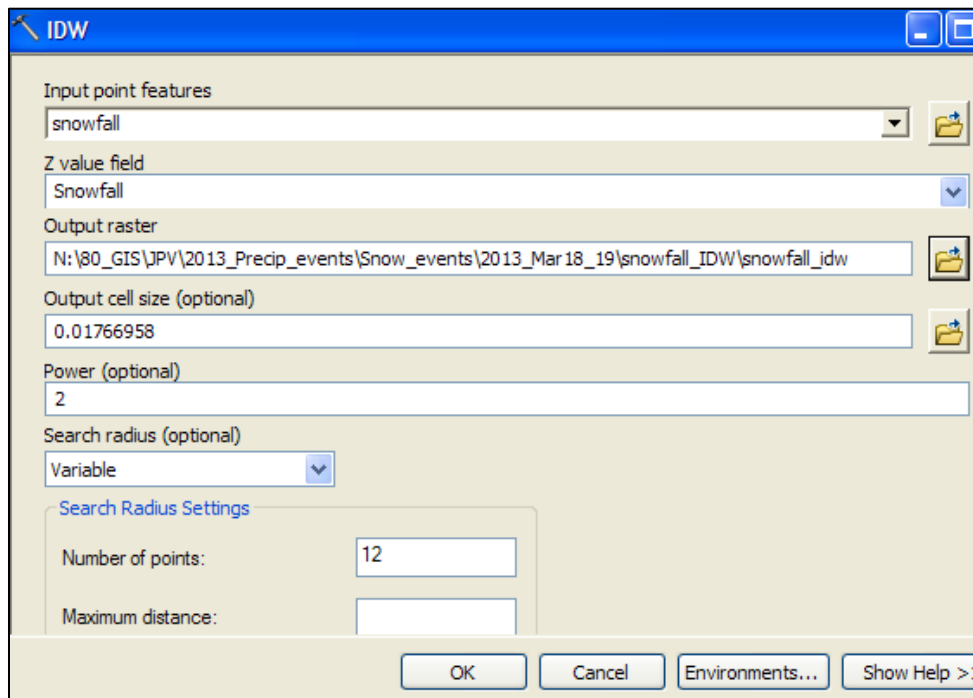 IDW
Input point features
snowfall
Z value field
Snowfall
Output raster
N:\80_GIS\JPV\2013_Precip_events\Snow_events\2013_Mar18_19\snowfall_IDW\snowfall_idw
Output cell size (optional)
0.01766958
Power (optional)
2
Search radius (optional)
Variable
Search Radius Settings
Number of points:
12
Maximum distance:
OK Cancel Environments... Show Help >>